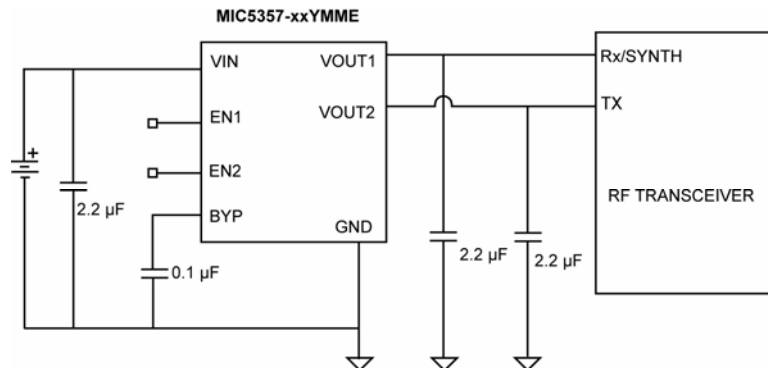 MIC5357-xxYMME
VIN
VOUT1
Rx/SYNTH
EN1
VOUT2
TX
+
EN2
2.2 µF
BYP
GND
RF TRANSCEIVER
0.1 µF
2.2 µF
2.2 µF